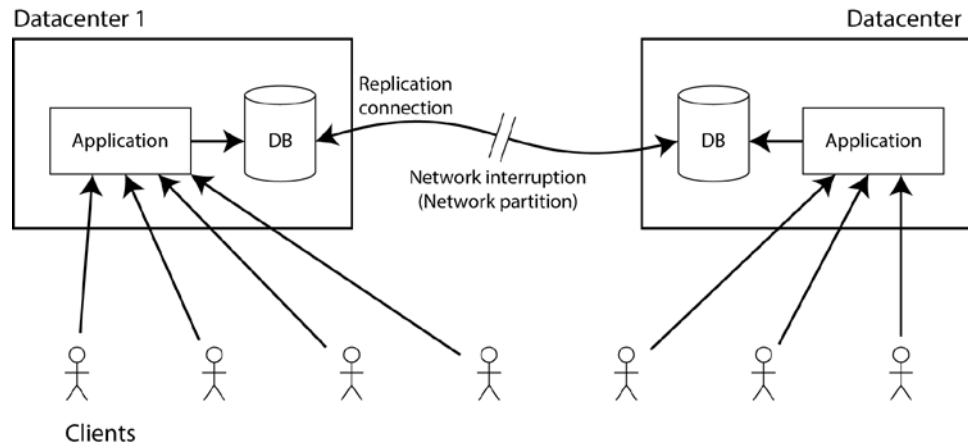 Datacenter 1
Datacenter
Replication
connection
Application
DB
DB
Application
Network interruption
(Network partition)
Clients